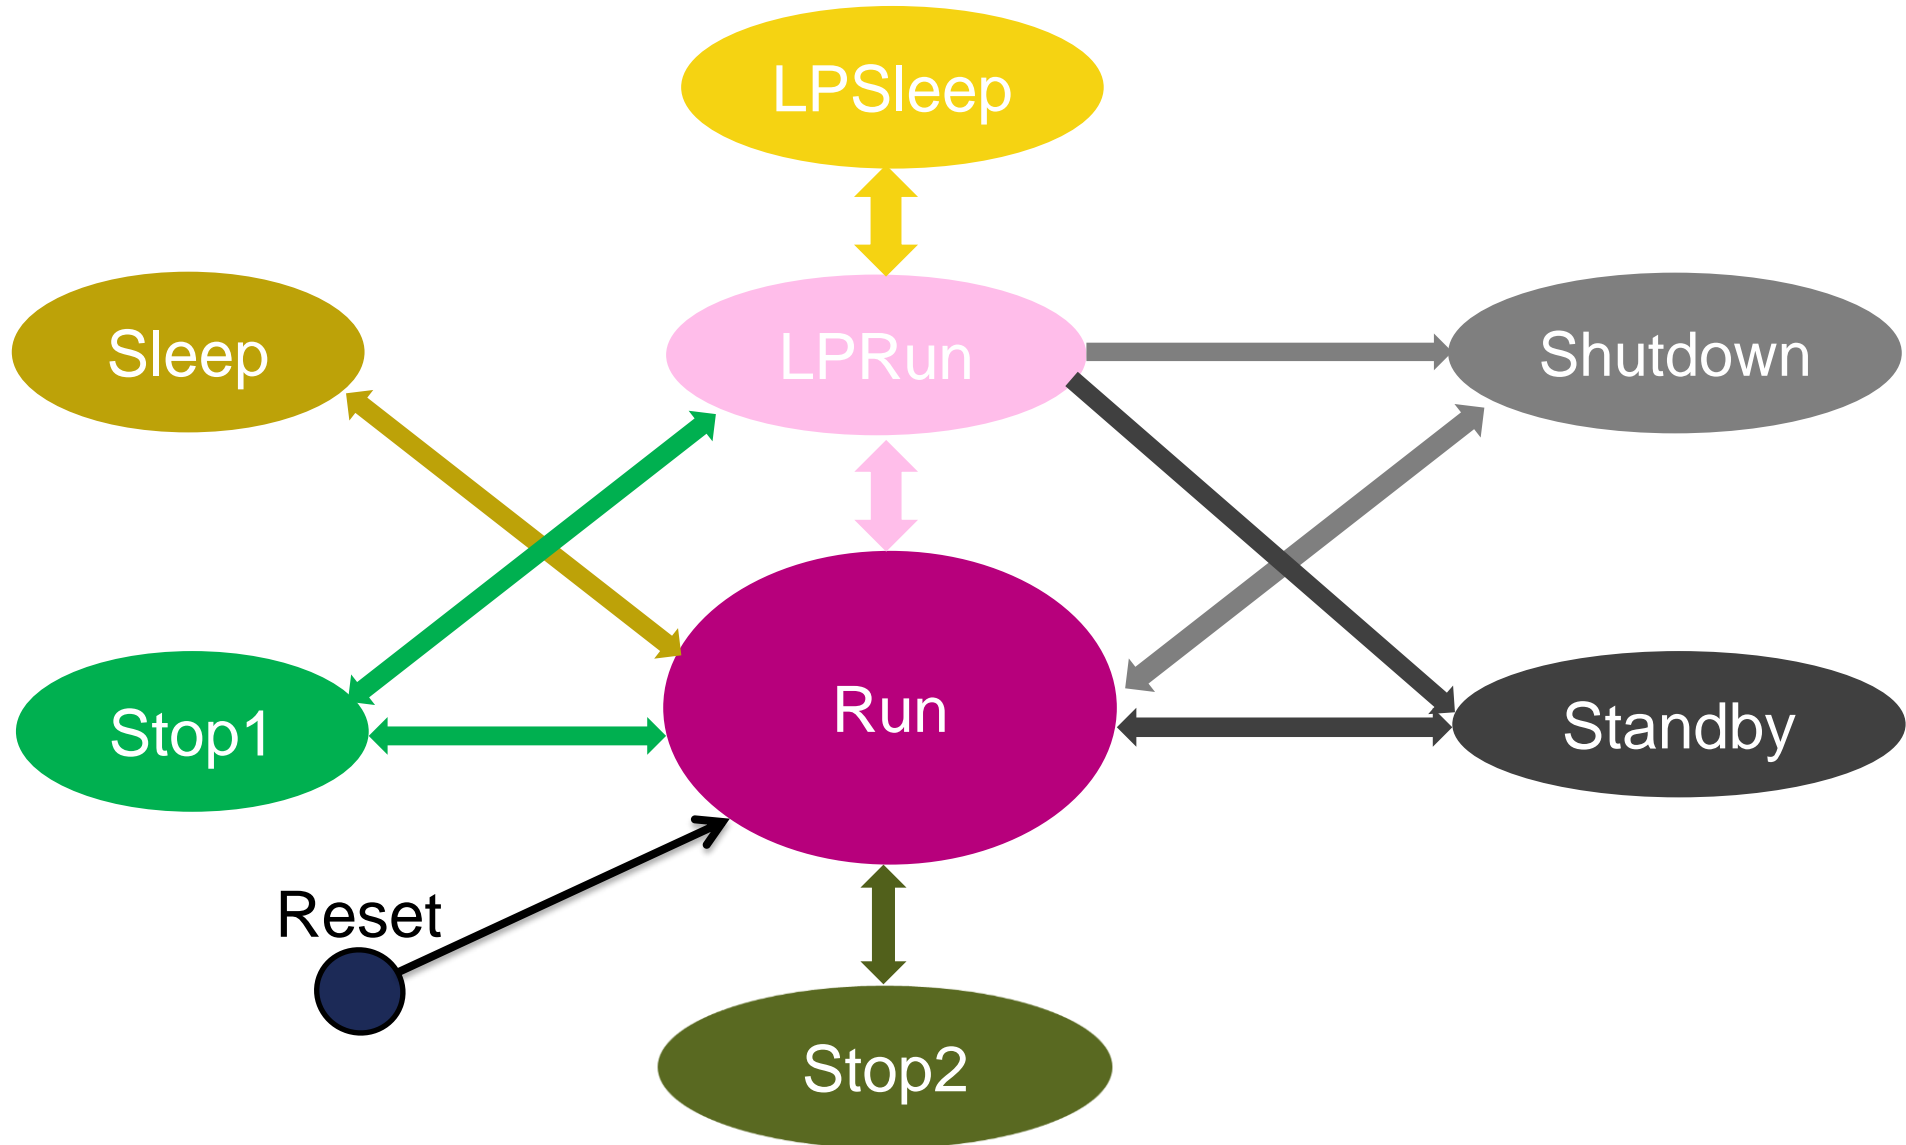 LPSleep
Sleep
LPRun
Shutdown
Stop1
Run
Standby
Reset
Stop2